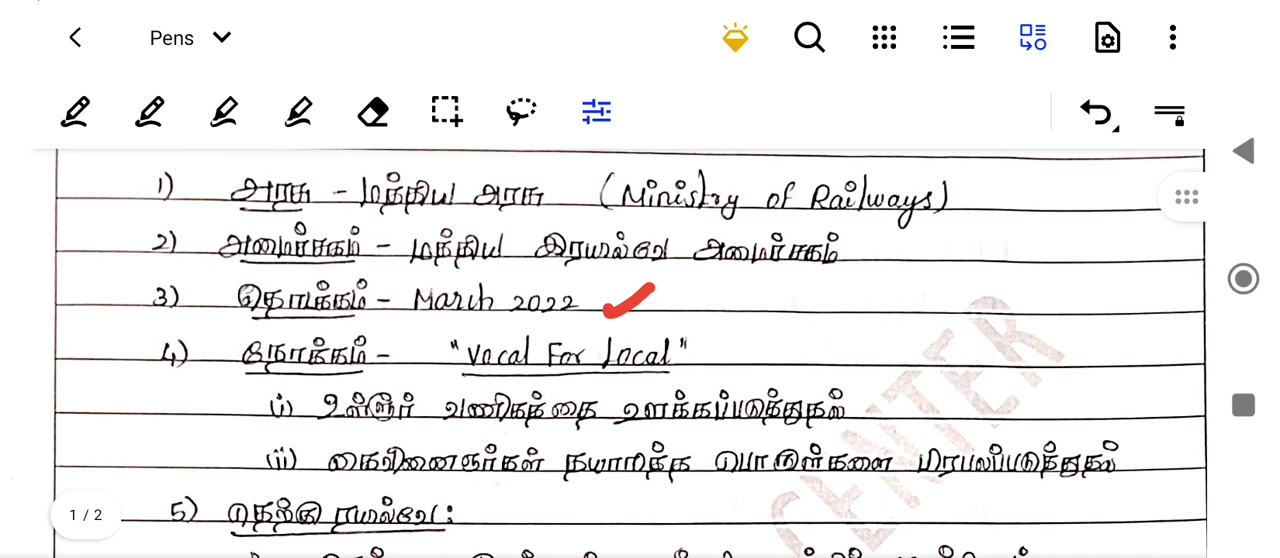 Pens
1) அரசு - மத்திய அரசு (Ministry of Railways)
2) அமைச்சகம் - மத்திய இரயில்வே அமைச்சகம்
3) தொடக்கம் - March 2022
4) நோக்கம் - "Vocal For Local"
i) உள்ளூர் வணிகத்தை ஊக்கப்படுத்துதல்
(ii) கைவினைஞர்கள் தயாரித்த பொருள்களை பிரபலப்படுத்துதல்
5) தெற்கு ரயில்வே:
1 / 2
CENTER